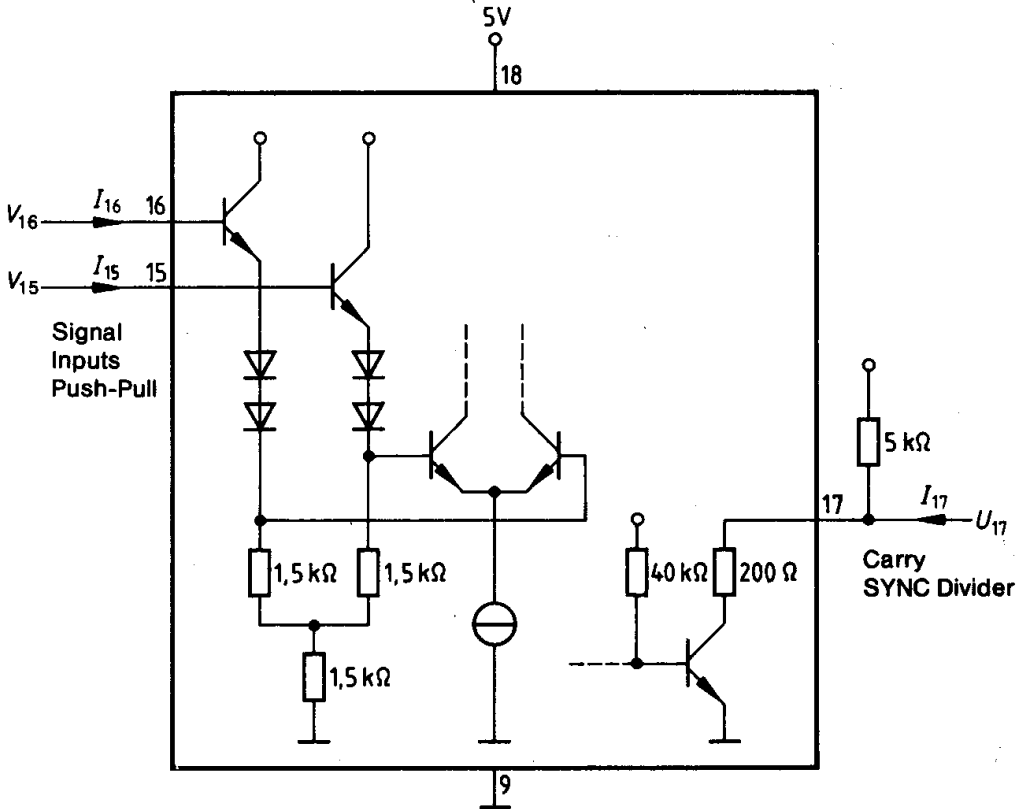 5V
18
V16
I16
16
V15
I15
15
Signal
Inputs
Push-Pull
5 kΩ
17
I17
U17
Carry
SYNC Divider
1,5 kΩ
1,5 kΩ
40 kΩ
200 Ω
1,5 kΩ
9